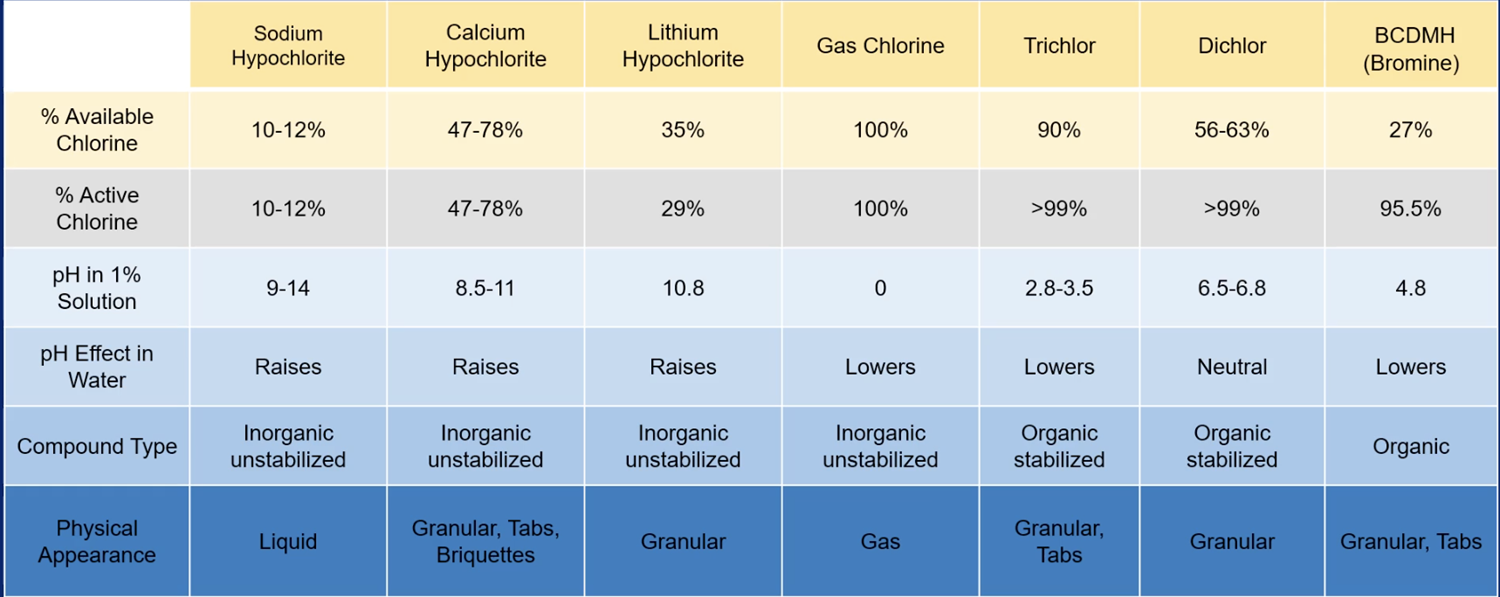 Sodium Hypochlorite
Calcium Hypochlorite
Lithium Hypochlorite
Gas Chlorine
Trichlor
Dichlor
BCDMH (Bromine)
% Available Chlorine
10-12%
47-78%
35%
100%
90%
56-63%
27%
% Active Chlorine
10-12%
47-78%
29%
100%
>99%
>99%
95.5%
pH in 1% Solution
9-14
8.5-11
10.8
0
2.8-3.5
6.5-6.8
4.8
pH Effect in Water
Raises
Raises
Raises
Lowers
Lowers
Neutral
Lowers
Compound Type
Inorganic unstabilized
Inorganic unstabilized
Inorganic unstabilized
Inorganic unstabilized
Organic stabilized
Organic stabilized
Organic
Physical Appearance
Liquid
Granular, Tabs, Briquettes
Granular
Gas
Granular, Tabs
Granular
Granular, Tabs